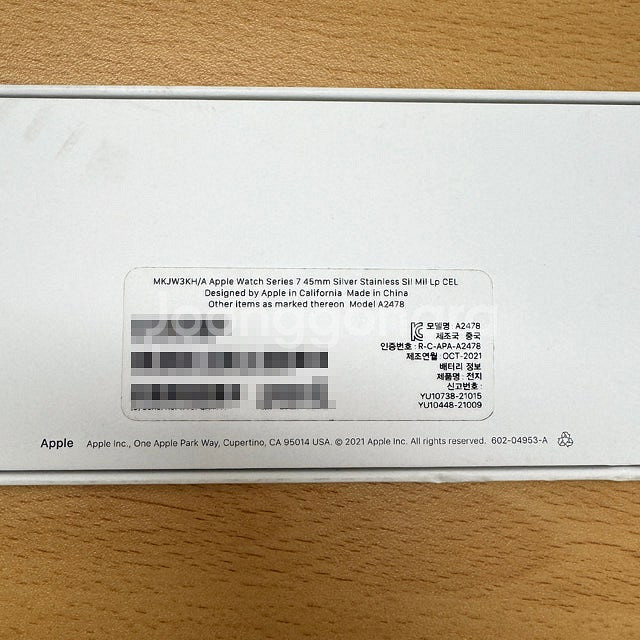 MKJW3KH/A Apple Watch Series 7 45mm Silver Stainless Sil Mil Lp CEL
Designed by Apple in California Made in China
Other items as marked thereon Model A2478
Joonggonara
모델명 : A2478
제조국 중국
인증번호 : R-C-APA-A2478
제조연월 : OCT-2021
배터리 정보
제품명 : 전지
신고번호 :
YU10738-21015
YU10448-21009
Apple Apple Inc., One Apple Park Way, Cupertino, CA 95014 USA. © 2021 Apple Inc. All rights reserved. 602-04953-A